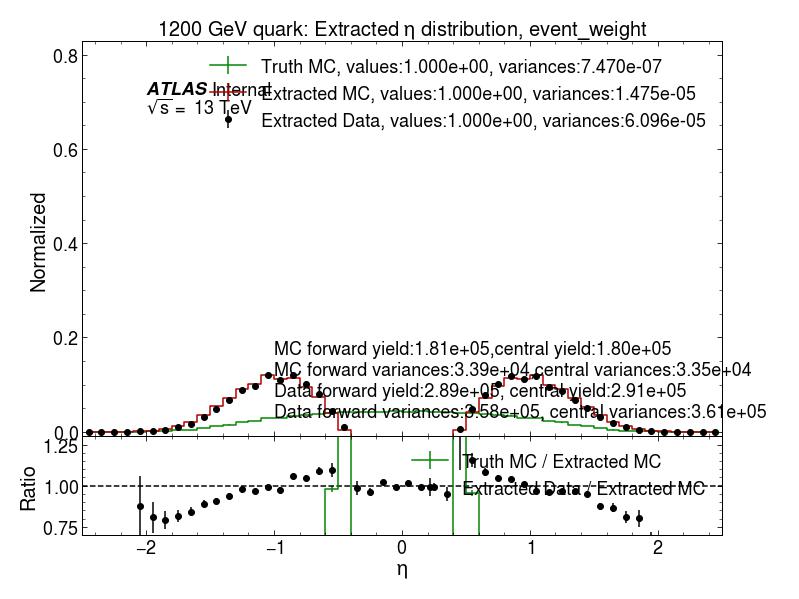 1200 GeV quark: Extracted η distribution, event_weight
0.8
0.6
0.4
0.2
0.0
Normalized
Truth MC, values:1.000e+00, variances:7.470e-07
ATLAS Internal
Extracted MC, values:1.000e+00, variances:1.475e-05
√s = 13 TeV
Extracted Data, values:1.000e+00, variances:6.096e-05
MC forward yield:1.81e+05,central yield:1.80e+05
MC forward variances:3.39e+04,central variances:3.35e+04
Data forward yield:2.89e+05, central yield:2.91e+05
Data forward variances:3.58e+05, central variances:3.61e+05
1.25
1.00
0.75
Ratio
Truth MC / Extracted MC
Extracted Data / Extracted MC
−2 −1 0 1 2
η